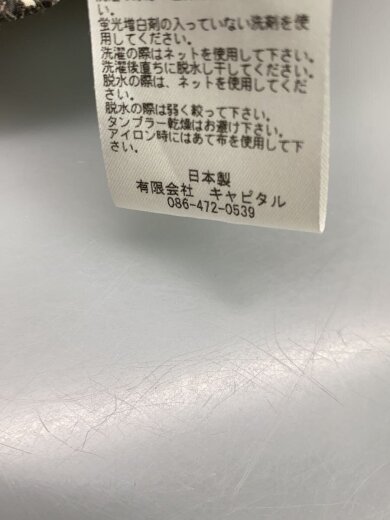 い。
蛍光増白剤の入っていない洗剤を使
用してください。
洗濯の際はネットを使用して下さい。
洗濯後直ちに脱水し干してください。
脱水の際は、ネットを使用してくだ
さい。
脱水の際は弱く絞って下さい。
タンブラー乾燥はお避け下さい。
アイロン時にはあて布を使用して下
さい。
日本製
有限会社 キャピタル
086-472-0539